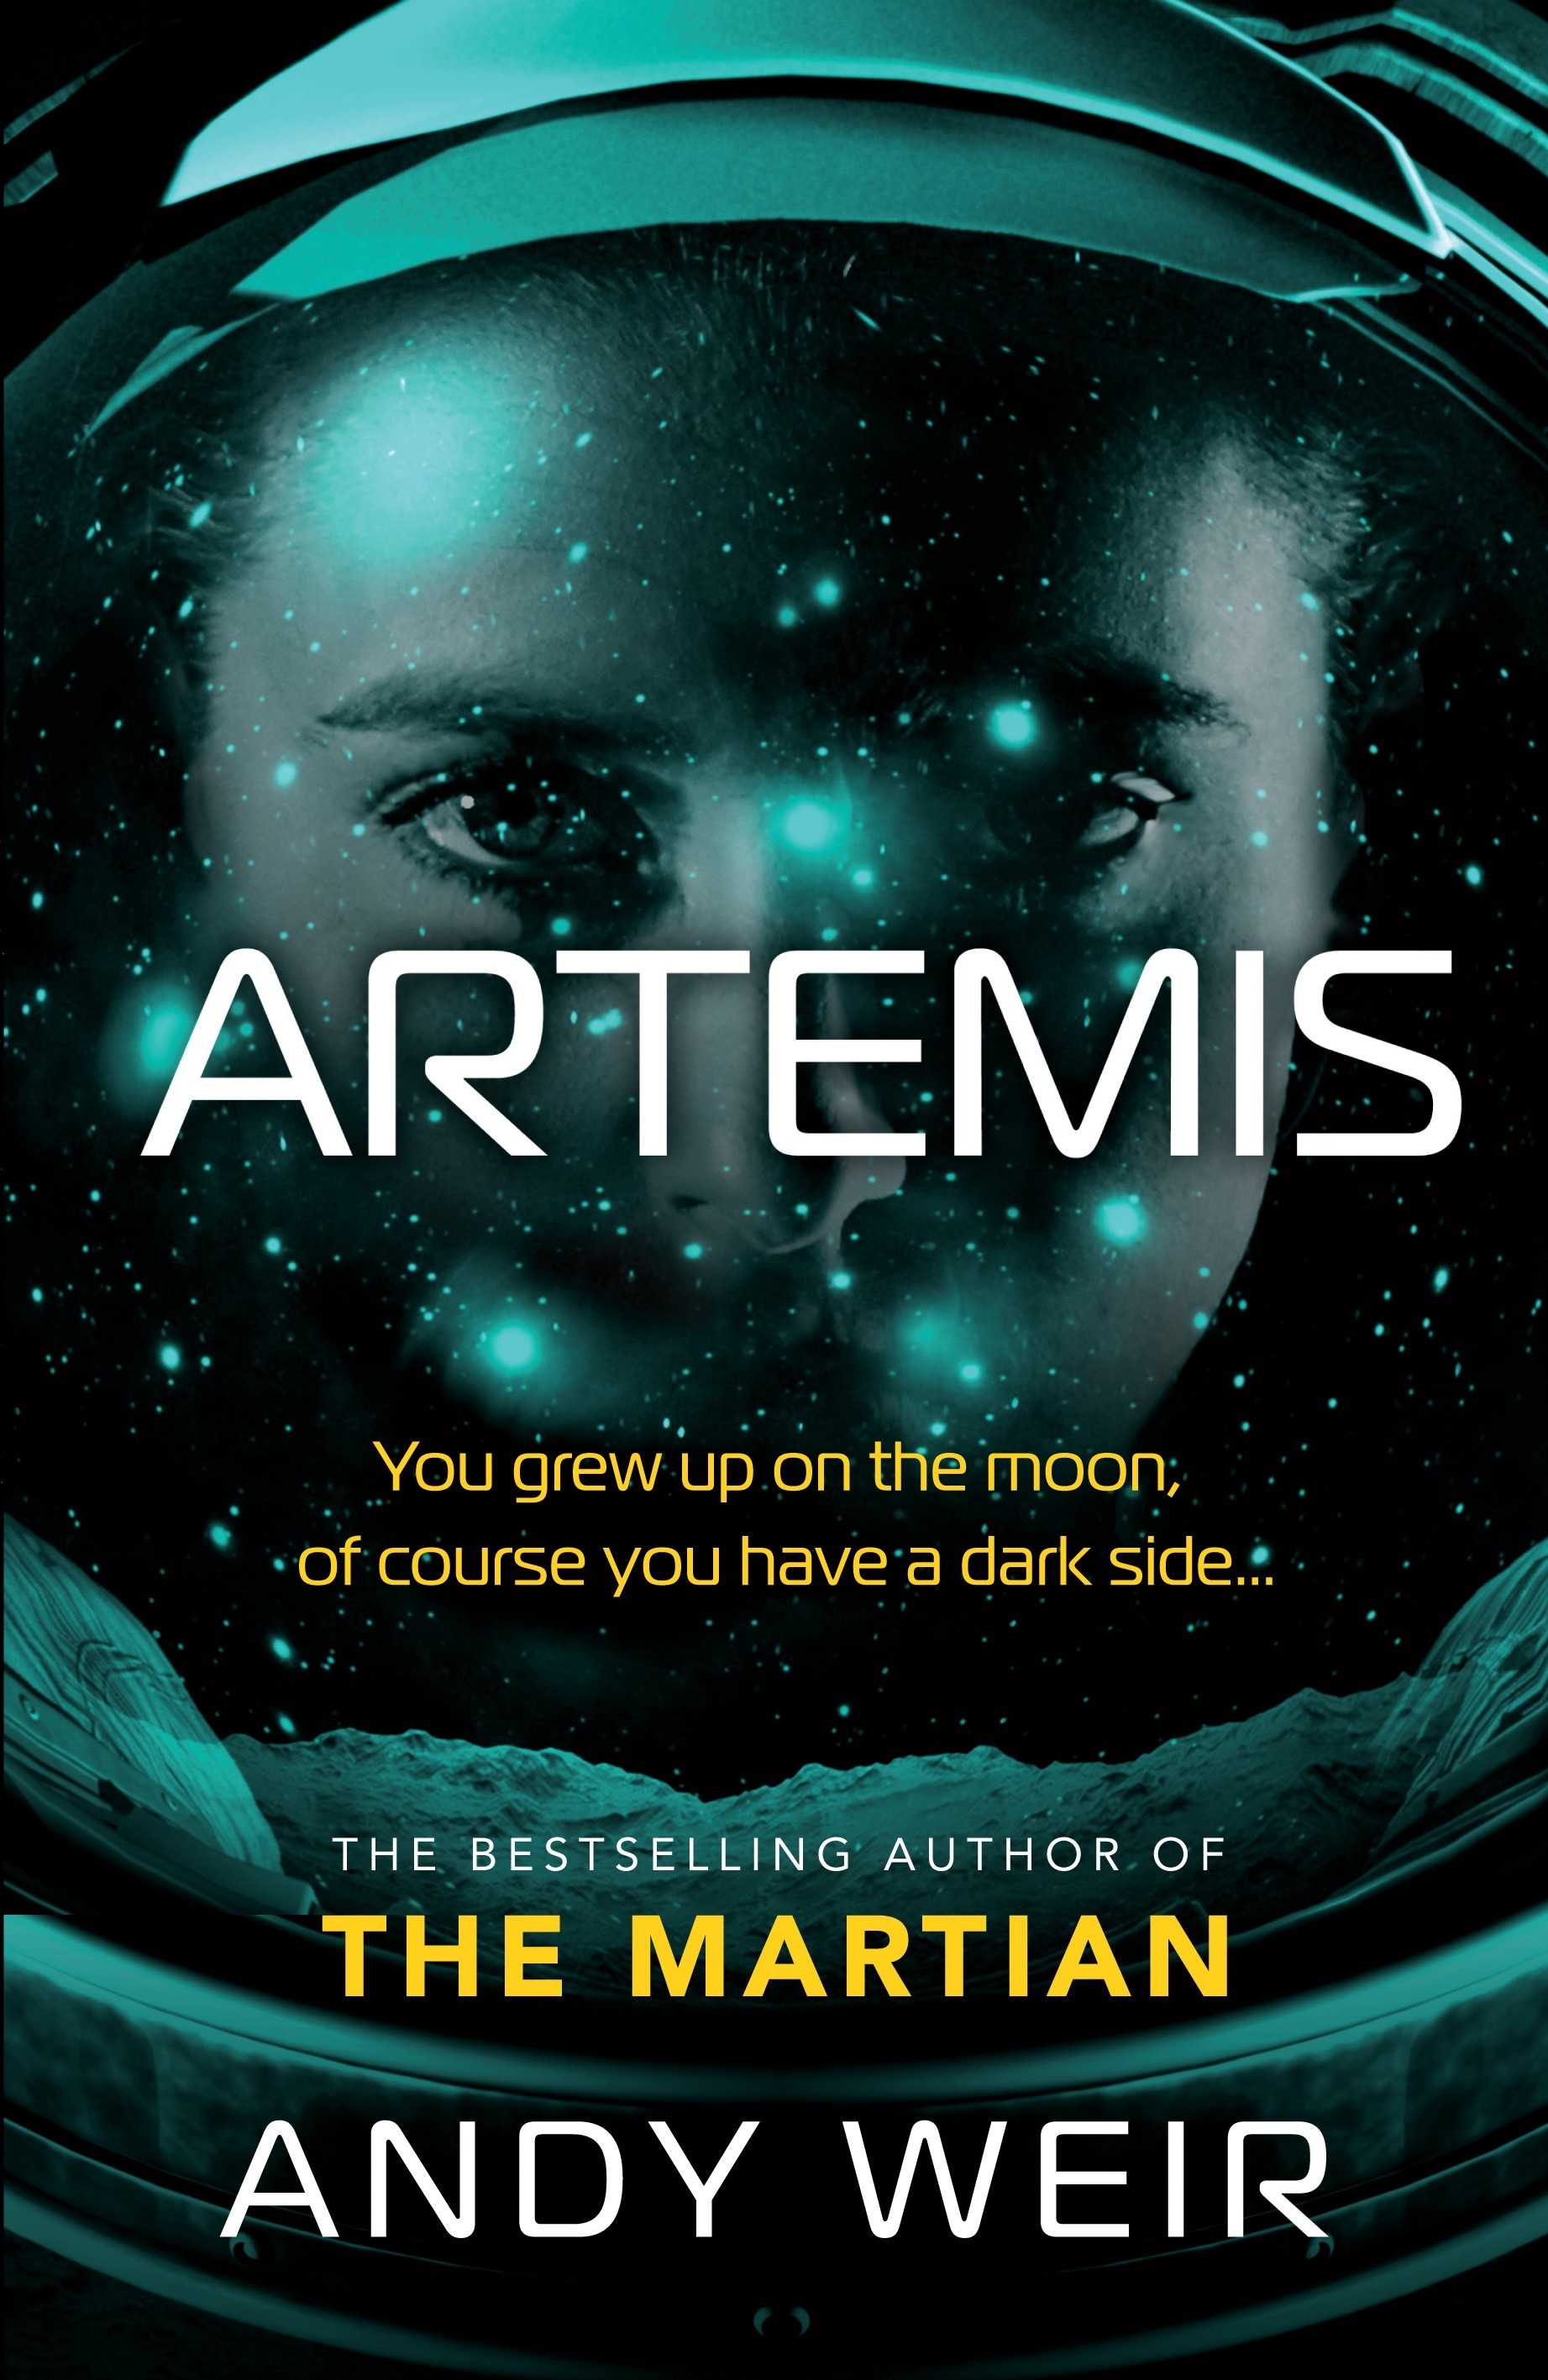 ARTEMIS
You grew up on the moon,
of course you have a dark side...
THE BESTSELLING AUTHOR OF
THE MARTIAN
ANDY WEIR